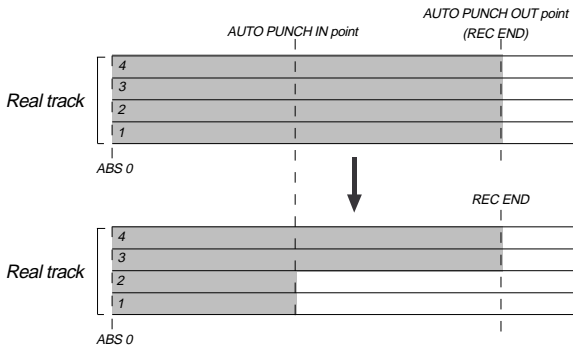 AUTO PUNCH OUT point
AUTO PUNCH IN point
(REC END)
Real track
4
3
2
1
ABS 0
REC END
Real track
4
3
2
1
ABS 0